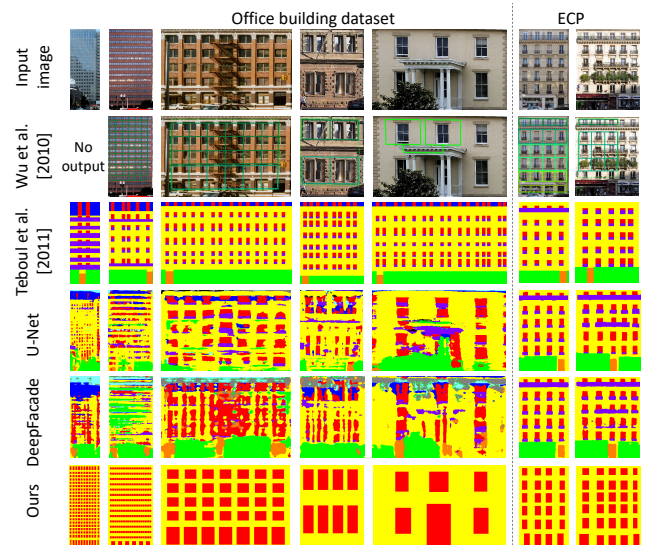 Office building dataset
ECP
Input
image
Wu et al.
[2010]
No
output
Teboul et al.
[2011]
U-Net
DeepFacade
Ours